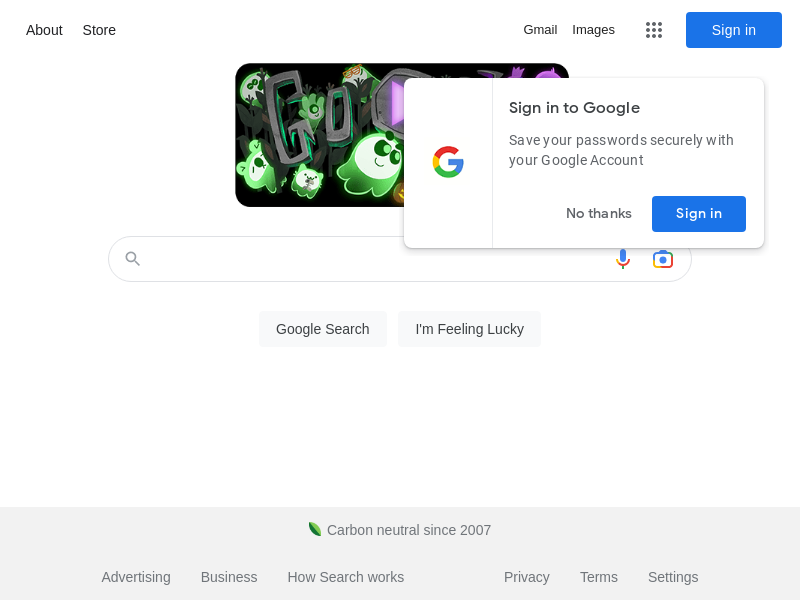 About Store Gmail Images Sign in
Sign in to Google
Save your passwords securely with
your Google Account
No thanks Sign in
Google Search I'm Feeling Lucky
Carbon neutral since 2007
Advertising Business How Search works Privacy Terms Settings